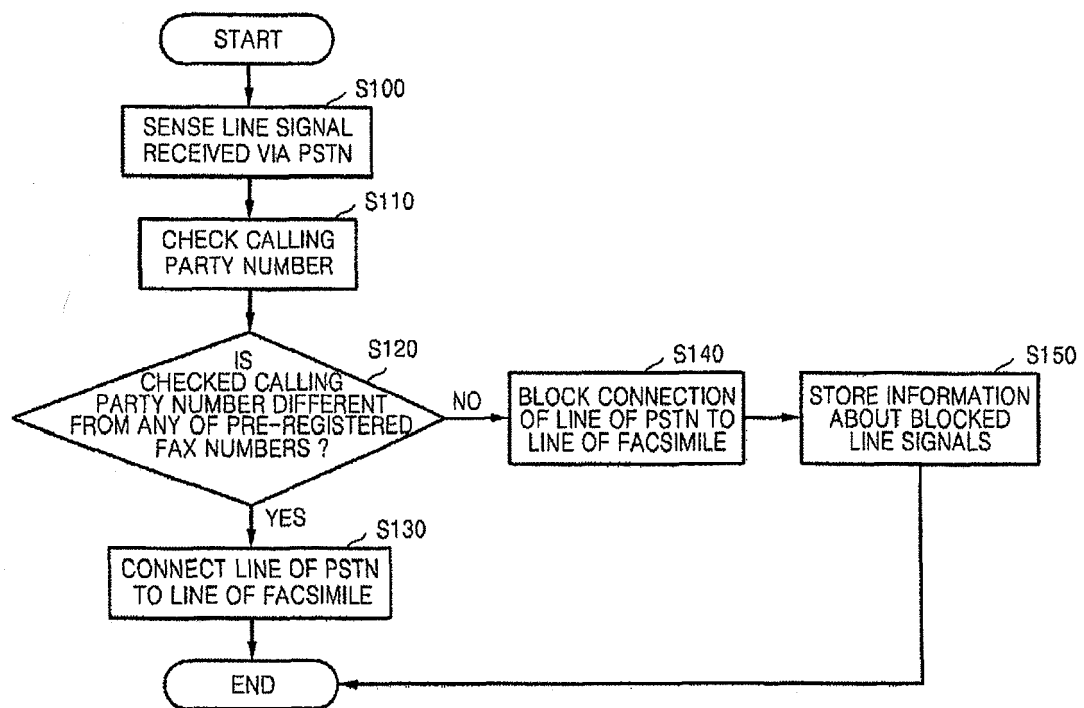 START
S100
SENSE LINE SIGNAL
RECEIVED VIA PSTN
S110
CHECK CALLING
PARTY NUMBER
S120
IS
CHECKED CALLING
PARTY NUMBER DIFFERENT
FROM ANY OF PRE-REGISTERED
FAX NUMBERS ?
NO
S140
BLOCK CONNECTION
OF LINE OF PSTN TO
LINE OF FACSIMILE
S150
STORE INFORMATION
ABOUT BLOCKED
LINE SIGNALS
YES
S130
CONNECT LINE OF PSTN
TO LINE OF FACSIMILE
END